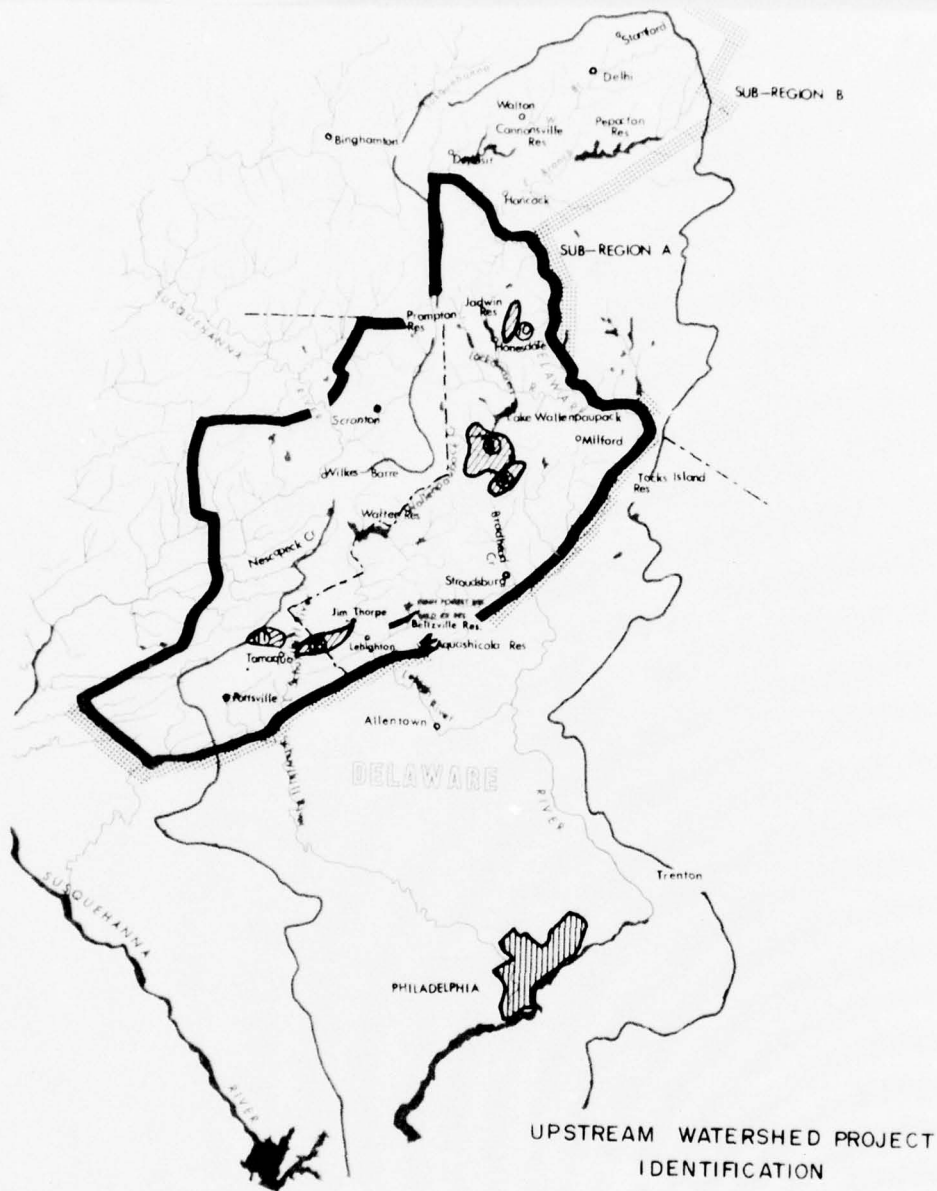 Stamford
Delhi
SUB-REGION B
Walton
Cannonsville
Res
Pepacton
Res
Binghamton
Deposit
Hancock
SUB-REGION A
SUSQUEHANNA
Jadwin
Res
Prompton
Res
Honesdale
DELAWARE
Lake Wallenpaupack
Scranton
Milford
Wilkes-Barre
Tocks Island
Res
Walter Res
Brodhead
Cr
Nescopeck Cr
Stroudsburg
Jim Thorpe
Beltzville Res.
Lehighton
Aquashicola Res
Tamaqua
Pottsville
Allentown
DELAWARE
RIVER
Trenton
SUSQUEHANNA
RIVER
PHILADELPHIA
UPSTREAM WATERSHED PROJECT
IDENTIFICATION